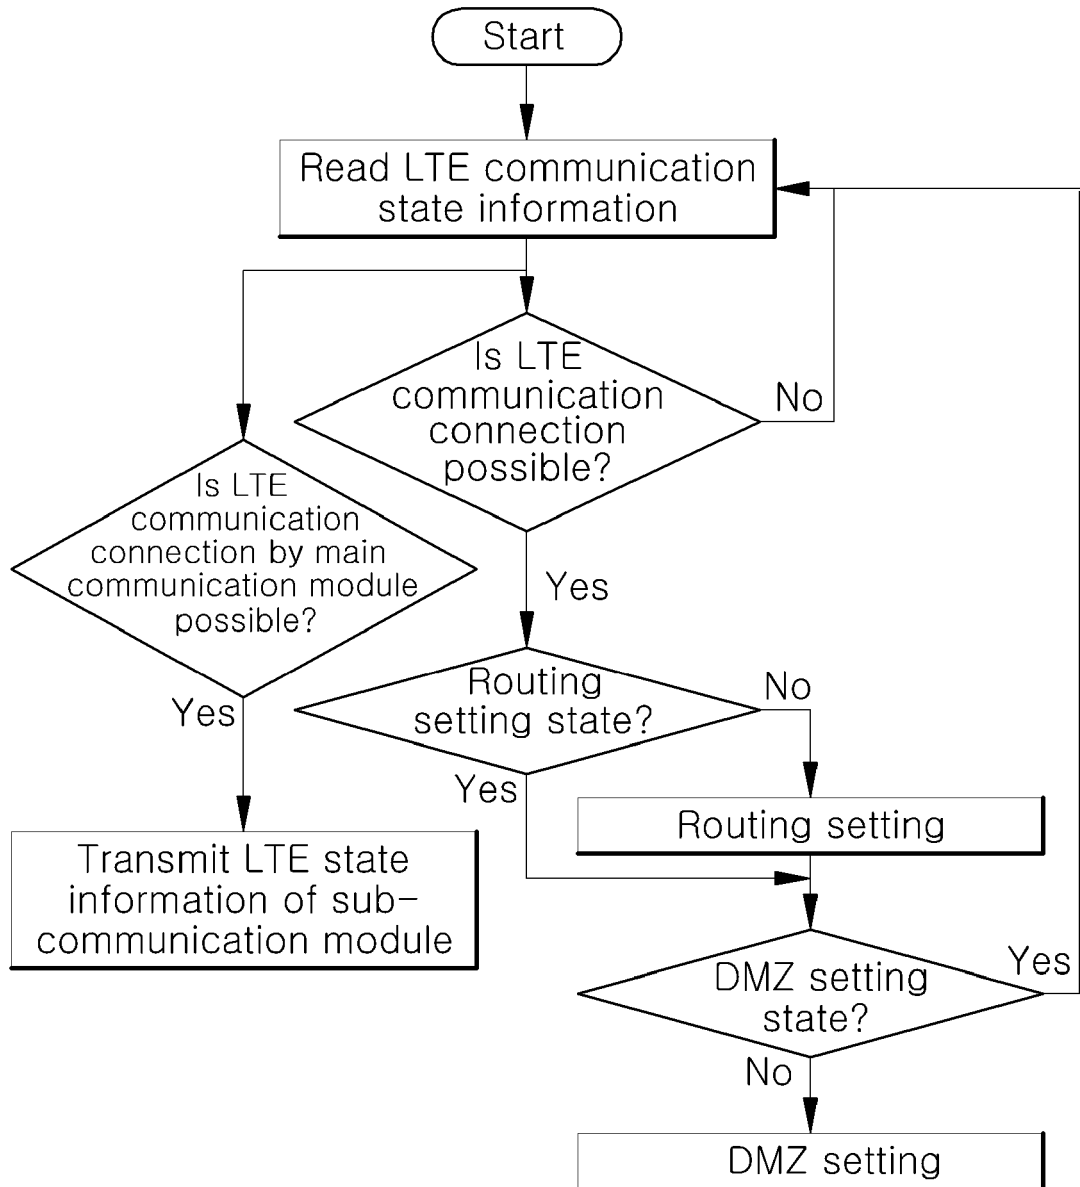 Start
Read LTE communication
state information
Is LTE
communication
connection
possible?
No
Is LTE
communication
connection by main
communication module
possible?
Yes
Routing
setting state?
No
Yes
Yes
Routing setting
Transmit LTE state
information of sub-
communication module
DMZ setting
state?
Yes
No
DMZ setting